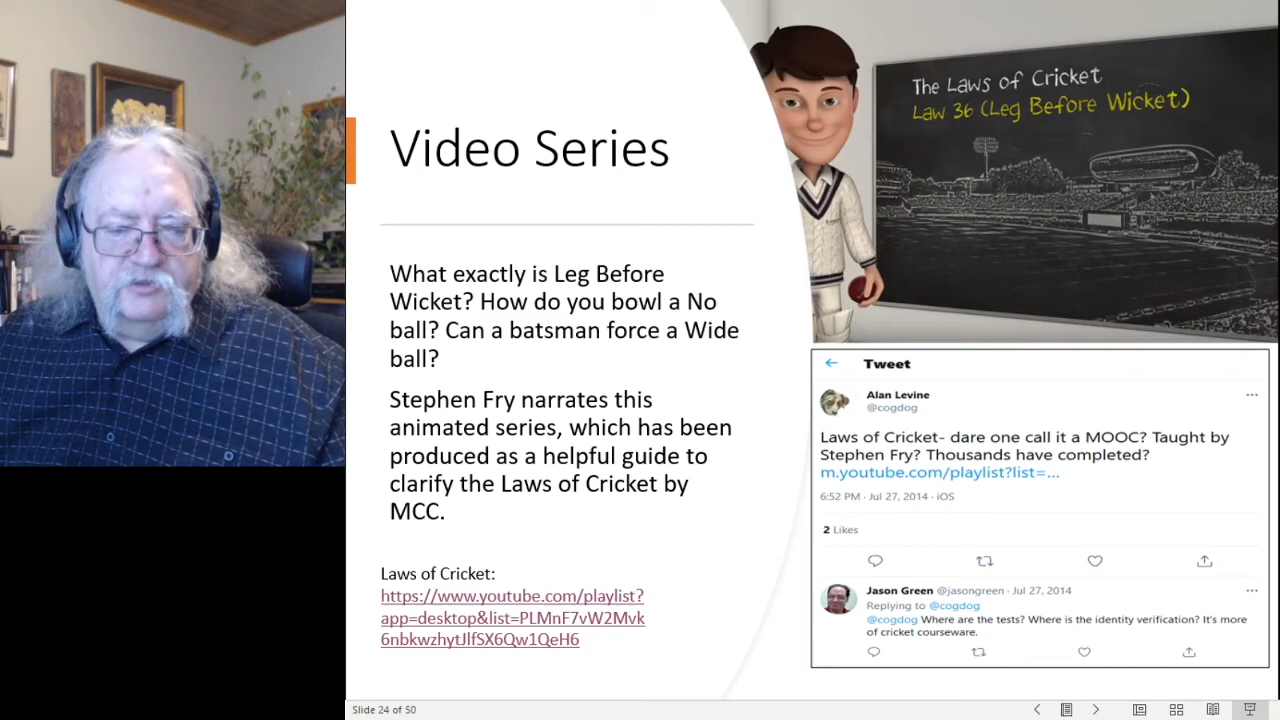 Video Series
What exactly is Leg Before
Wicket? How do you bowl a No
ball? Can a batsman force a Wide
ball?
Stephen Fry narrates this
animated series, which has been
produced as a helpful guide to
clarify the Laws of Cricket by
MCC.
Laws of Cricket:
https://www.youtube.com/playlist?
app=desktop&list=PLMnF7vW2Mvk
6nbkwzhytJlfSX6Qw1QeH6
The Laws of Cricket
Law 36 (Leg Before Wicket)
Tweet
Alan Levine
@cogdog
Laws of Cricket- dare one call it a MOOC? Taught by
Stephen Fry? Thousands have completed?
m.youtube.com/playlist?list=...
6:52 PM · Jul 27, 2014 · iOS
2 Likes
Jason Green @jasongreen · Jul 27, 2014
Replying to @cogdog
@cogdog Where are the tests? Where is the identity verification? It's more
of cricket courseware.
Slide 24 of 50